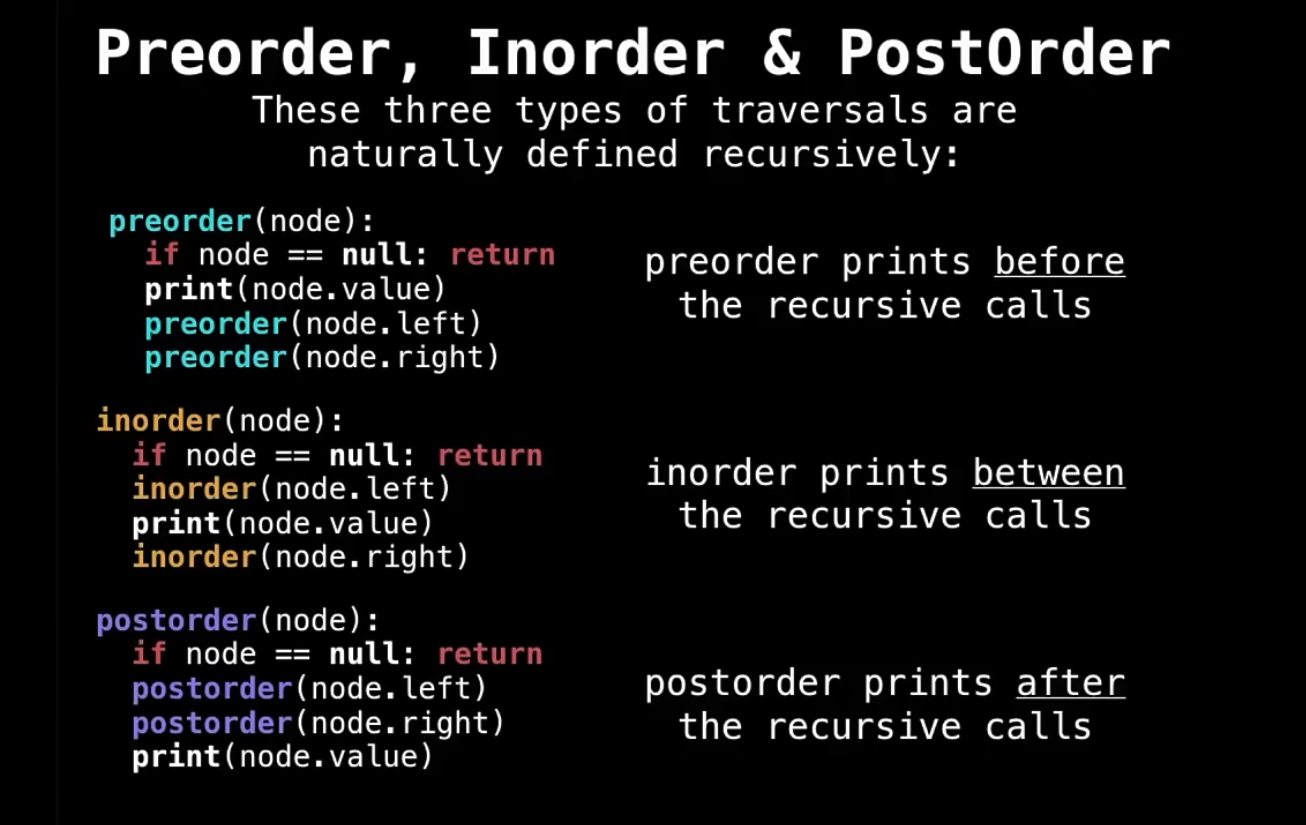 Preorder, Inorder & PostOrder
These three types of traversals are
naturally defined recursively:
preorder(node):
if node == null: return
print(node.value)
preorder(node.left)
preorder(node.right)
preorder prints before
the recursive calls
inorder(node):
if node == null: return
inorder(node.left)
print(node.value)
inorder(node.right)
inorder prints between
the recursive calls
postorder(node):
if node == null: return
postorder(node.left)
postorder(node.right)
print(node.value)
postorder prints after
the recursive calls